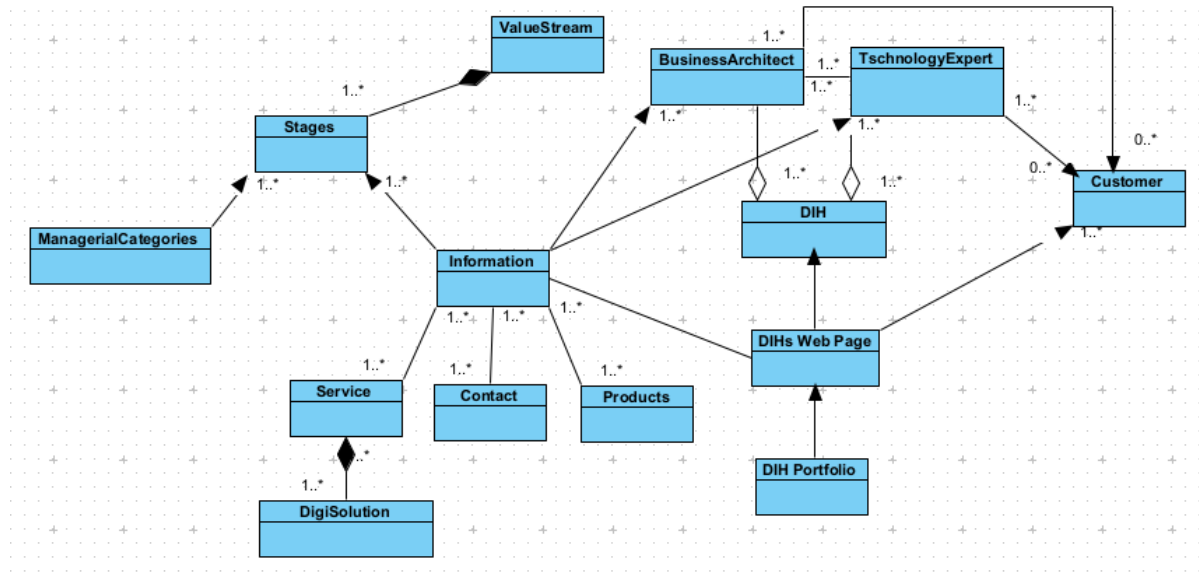 ValueStream
1..*
BusinessArchitect
1..*
TschnologyExpert
1..*
1..*
1..*
Stages
1..*
1..*
1..*
1..*
0..*
0..*
Customer
1..*
1..*
1..*
1..*
DIH
ManagerialCategories
Information
1..*
1..*
1..*
DIHs Web Page
1..*
1..*
1..*
Service
Contact
Products
..*
DIH Portfolio
1..*
DigiSolution